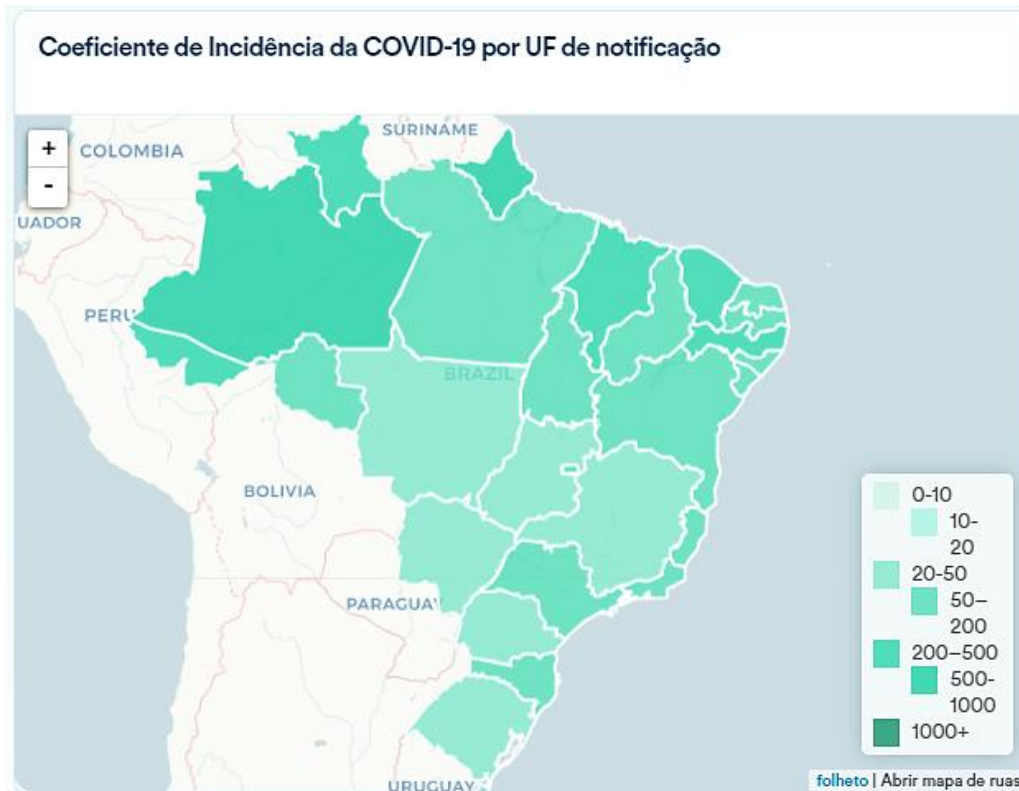 Coeficiente de Incidência da COVID-19 por UF de notificação
+
-
SURINAME
COLOMBIA
UADOR
PERU
BRAZIL
BOLIVIA
PARAGUAY
URUGUAY
0-10
10-
20
20-50
50–
200
200–500
500-
1000
1000+
folheto | Abrir mapa de ruas